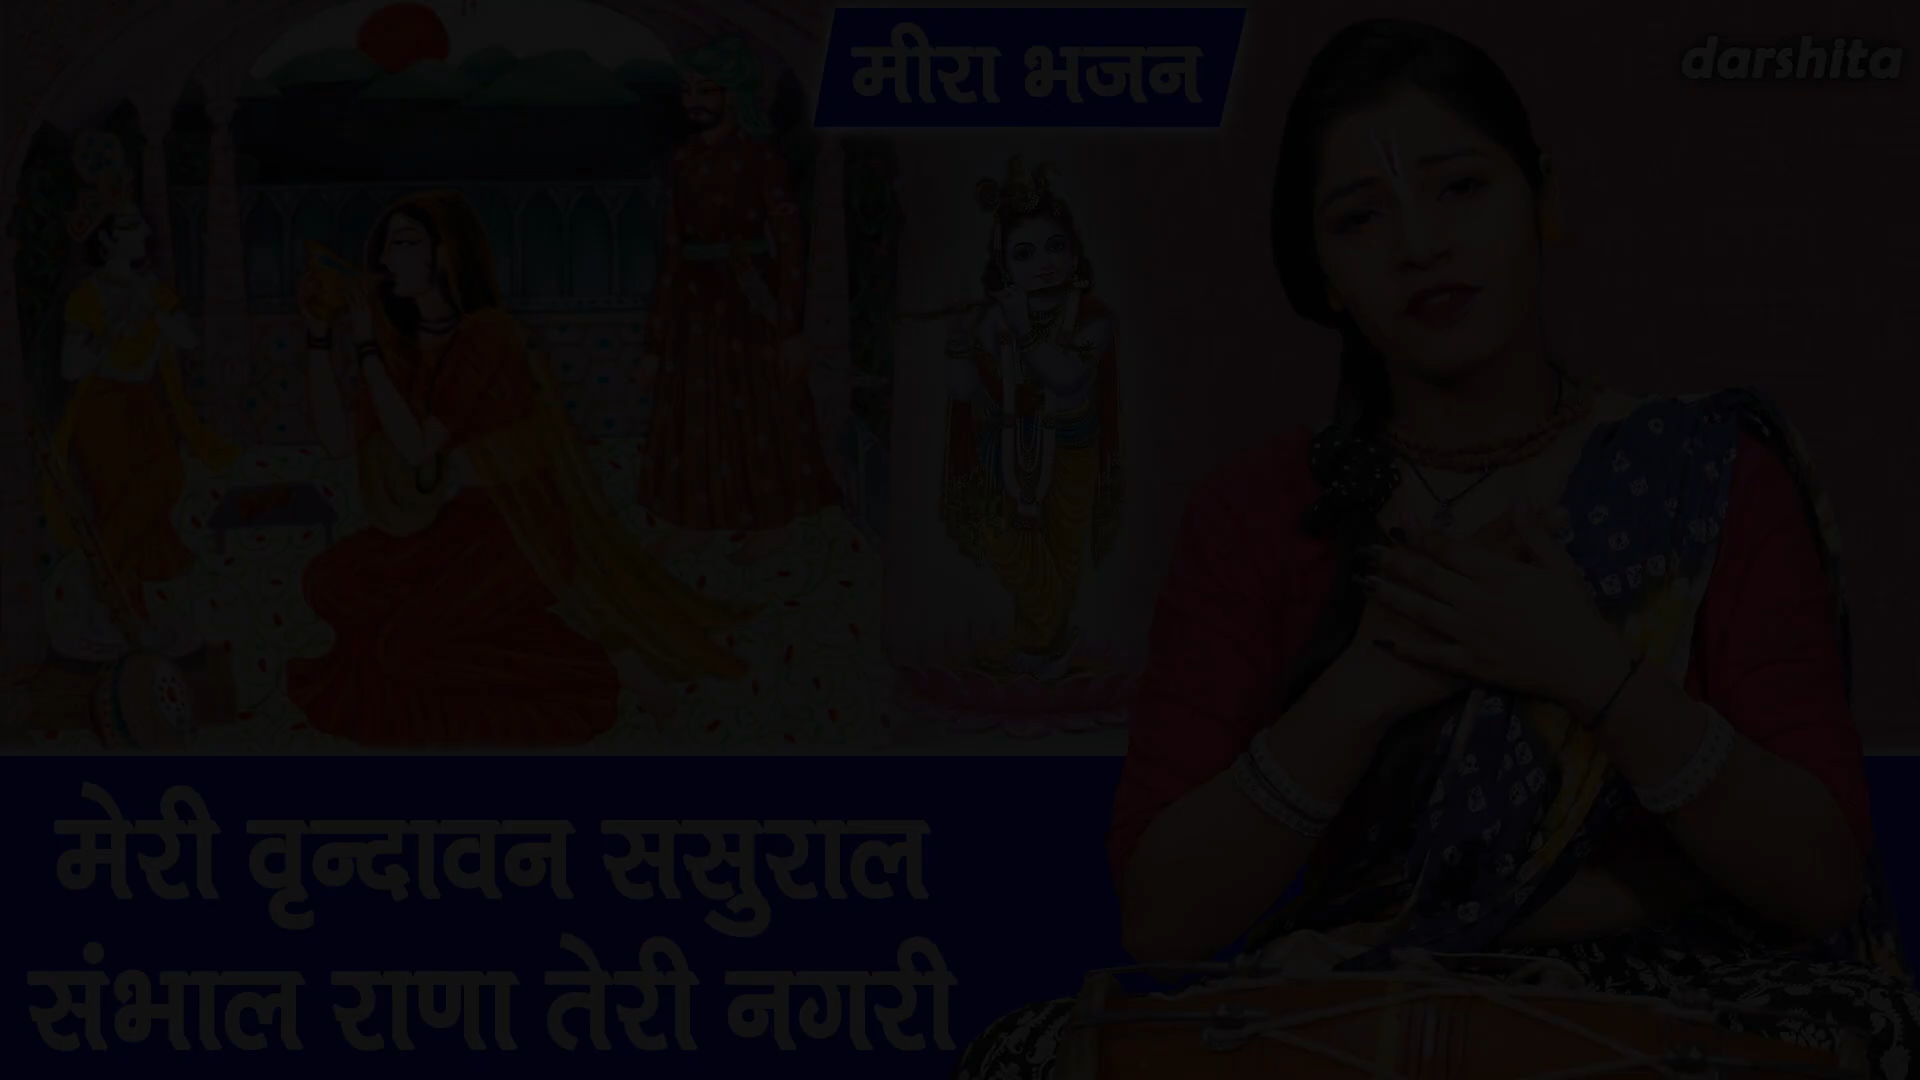 मीरा भजन
darshita
मेरी वृन्दावन ससुराल
संभाल राणा तेरी नगरी